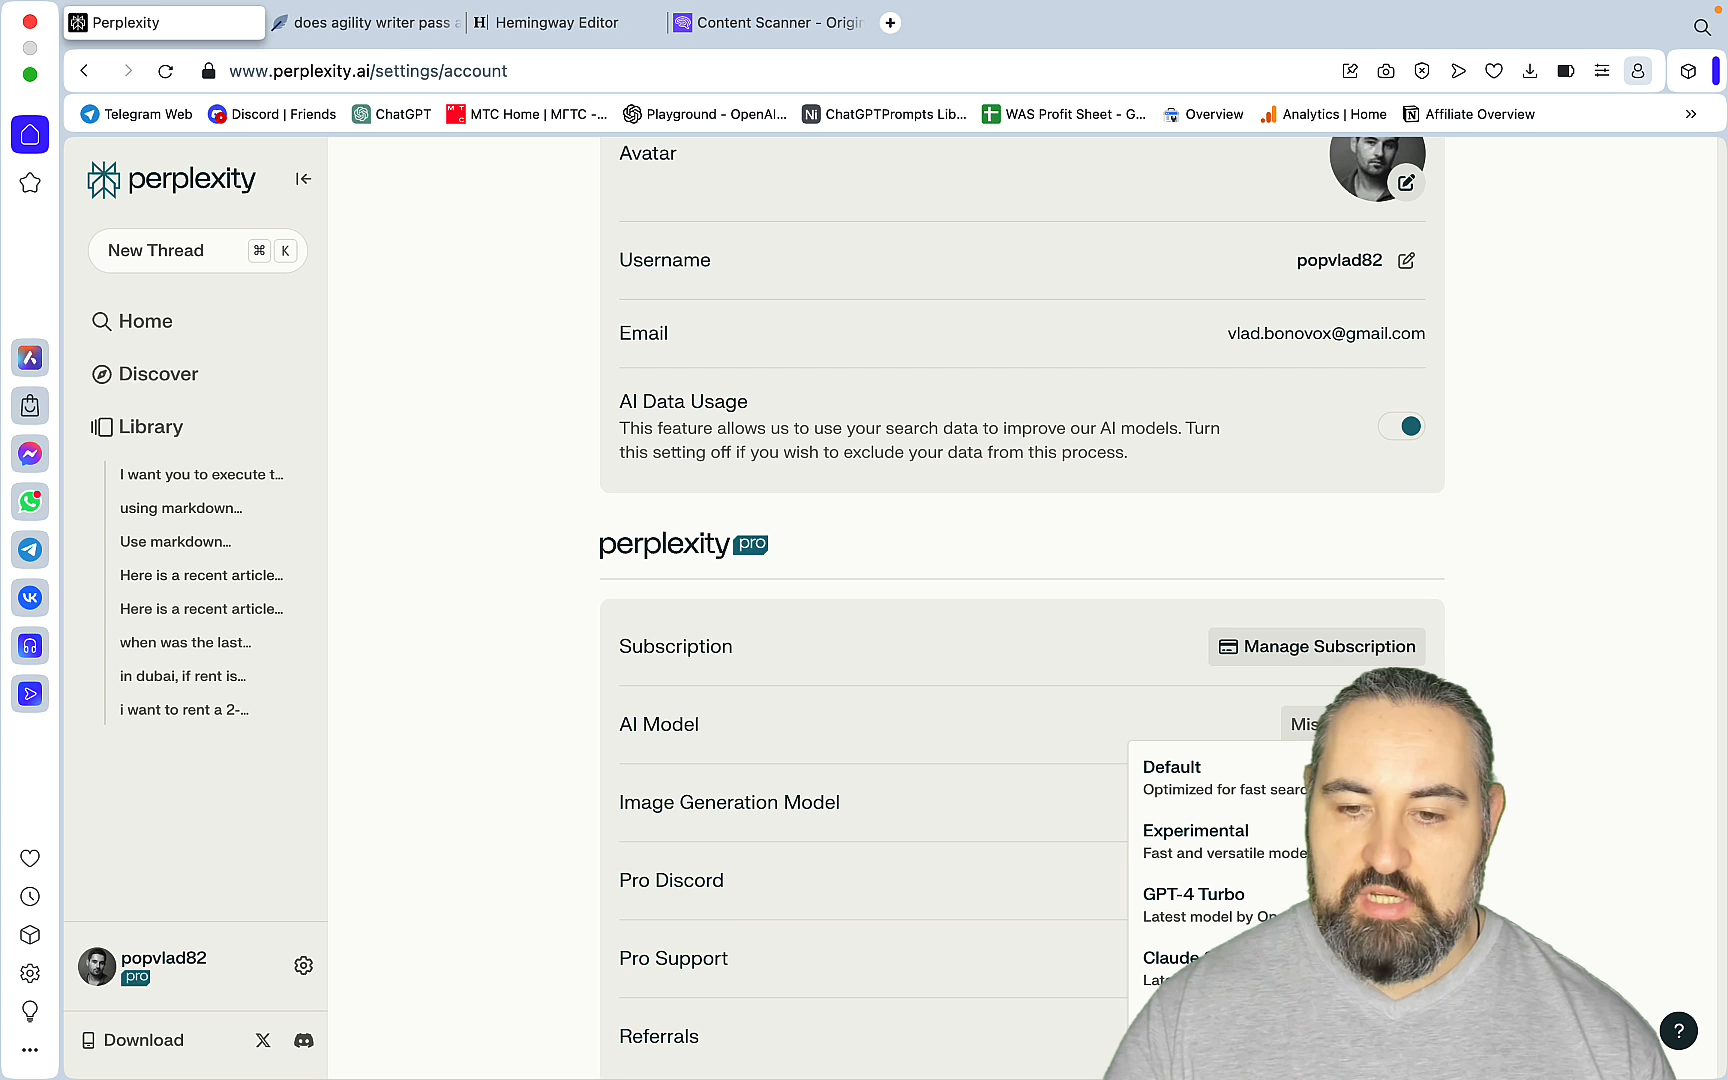 Perplexity
does agility writer pass a
H Hemingway Editor
Content Scanner - Origin
www.perplexity.ai/settings/account
Telegram Web
Discord | Friends
ChatGPT
МТС Home | МГТС -...
Playground - OpenAI...
Ni ChatGPTPrompts Lib...
WAS Profit Sheet - G...
Overview
Analytics | Home
Affiliate Overview
perplexity
New Thread ⌘ K
Home
Discover
Library
I want you to execute t...
using markdown...
Use markdown...
Here is a recent article...
Here is a recent article...
when was the last...
in dubai, if rent is...
i want to rent a 2-...
popvlad82
pro
Download
Avatar
Username
popvlad82
Email
vlad.bonovox@gmail.com
AI Data Usage
This feature allows us to use your search data to improve our AI models. Turn
this setting off if you wish to exclude your data from this process.
perplexity pro
Subscription
Manage Subscription
AI Model
Mis
Default
Optimized for fast searc
Image Generation Model
Experimental
Fast and versatile mode
Pro Discord
GPT-4 Turbo
Latest model by Op
Pro Support
Claude
Late
Referrals
?